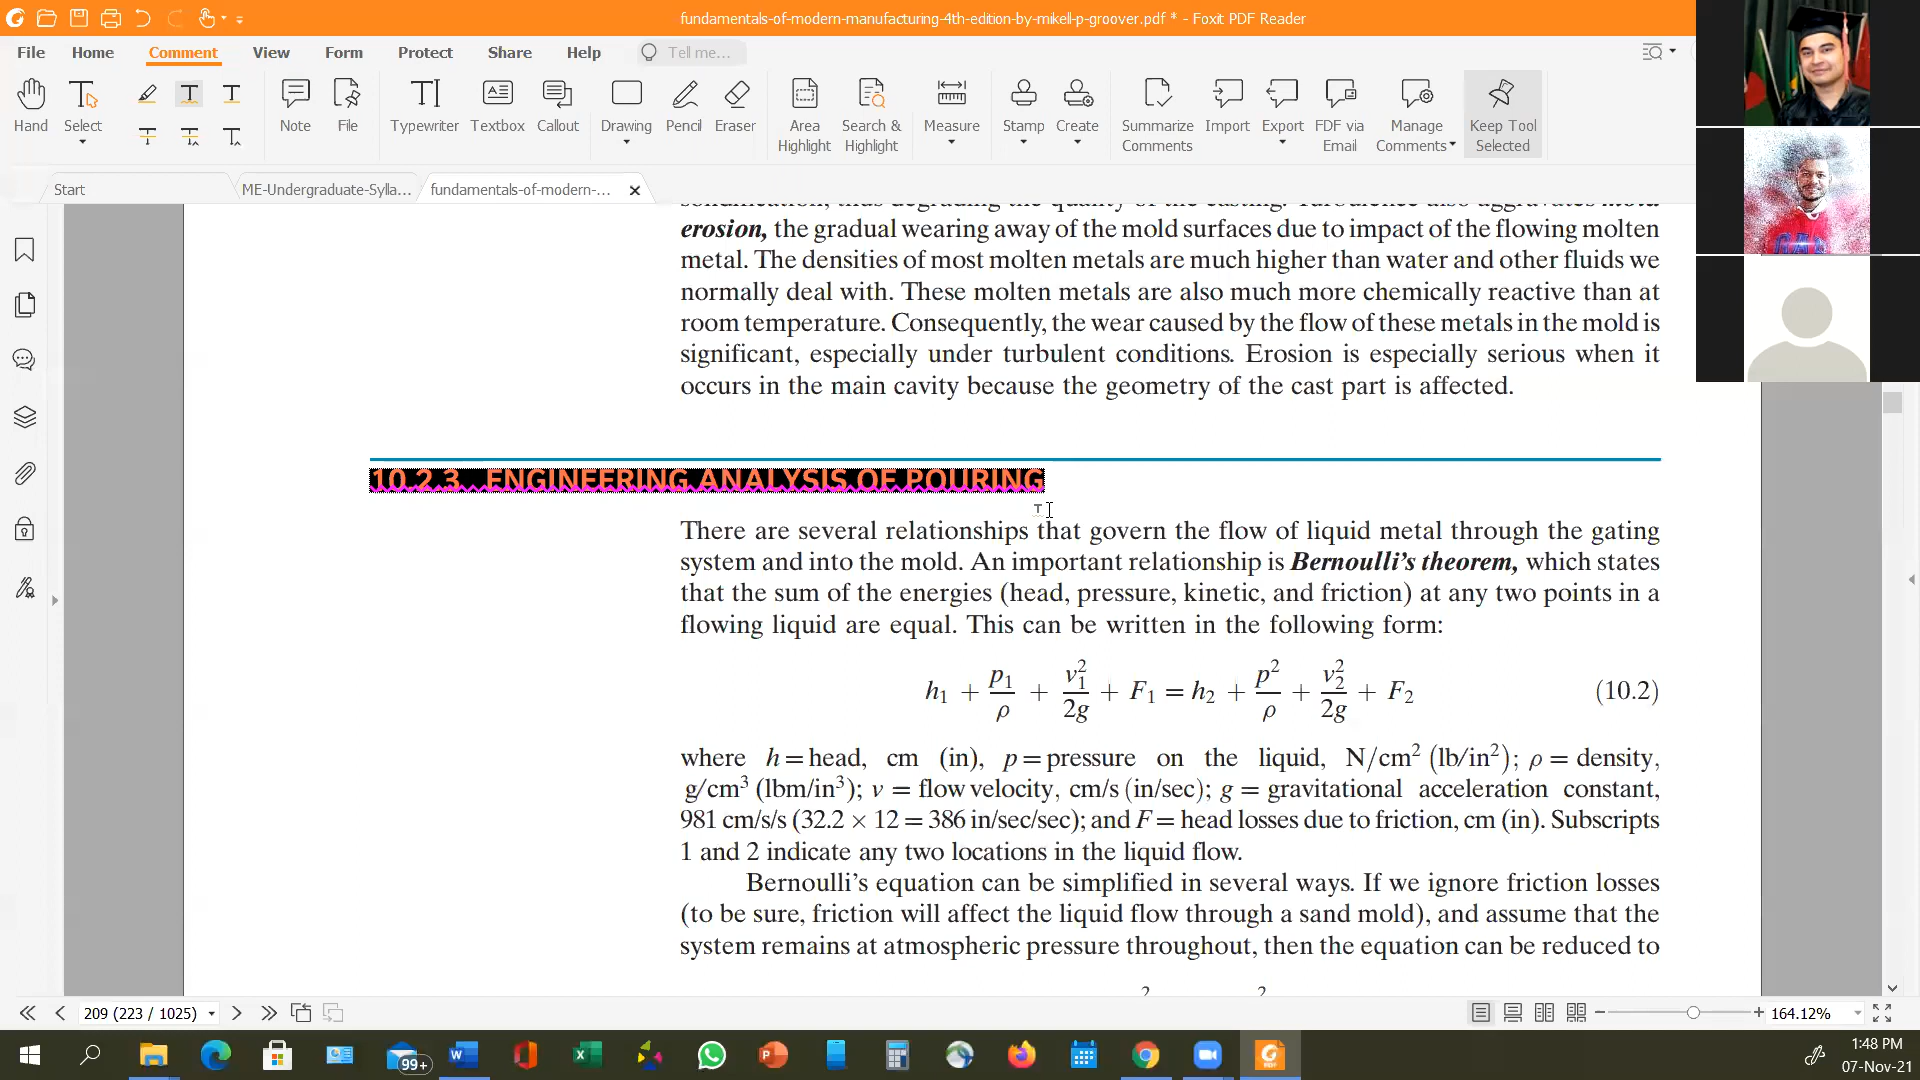 fundamentals-of-modern-manufacturing-4th-edition-by-mikell-p-groover.pdf * - Foxit PDF Reader
File Home Comment View Form Protect Share Help Tell me...
Hand Select Note File Typewriter Textbox Callout Drawing Pencil Eraser Area Highlight Search & Highlight Measure Stamp Create Summarize Comments Import Export FDF via Email Manage Comments Keep Tool Selected
Start ME-Undergraduate-Sylla... fundamentals-of-modern-...
solidification, thus degrading the quality of the casting. Turbulence also aggravates mold
erosion, the gradual wearing away of the mold surfaces due to impact of the flowing molten
metal. The densities of most molten metals are much higher than water and other fluids we
normally deal with. These molten metals are also much more chemically reactive than at
room temperature. Consequently, the wear caused by the flow of these metals in the mold is
significant, especially under turbulent conditions. Erosion is especially serious when it
occurs in the main cavity because the geometry of the cast part is affected.
10.2.3 ENGINEERING ANALYSIS OF POURING
There are several relationships that govern the flow of liquid metal through the gating
system and into the mold. An important relationship is Bernoulli's theorem, which states
that the sum of the energies (head, pressure, kinetic, and friction) at any two points in a
flowing liquid are equal. This can be written in the following form:
h₁ + p₁/ρ + v₁²/2g + F₁ = h₂ + p²/ρ + v₂²/2g + F₂ (10.2)
where h = head, cm (in), p = pressure on the liquid, N/cm² (lb/in²); ρ = density,
g/cm³ (lbm/in³); v = flow velocity, cm/s (in/sec); g = gravitational acceleration constant,
981 cm/s/s (32.2 × 12 = 386 in/sec/sec); and F = head losses due to friction, cm (in). Subscripts
1 and 2 indicate any two locations in the liquid flow.
Bernoulli's equation can be simplified in several ways. If we ignore friction losses
(to be sure, friction will affect the liquid flow through a sand mold), and assume that the
system remains at atmospheric pressure throughout, then the equation can be reduced to
2 2
209 (223 / 1025) 164.12%
99+
1:48 PM
07-Nov-21